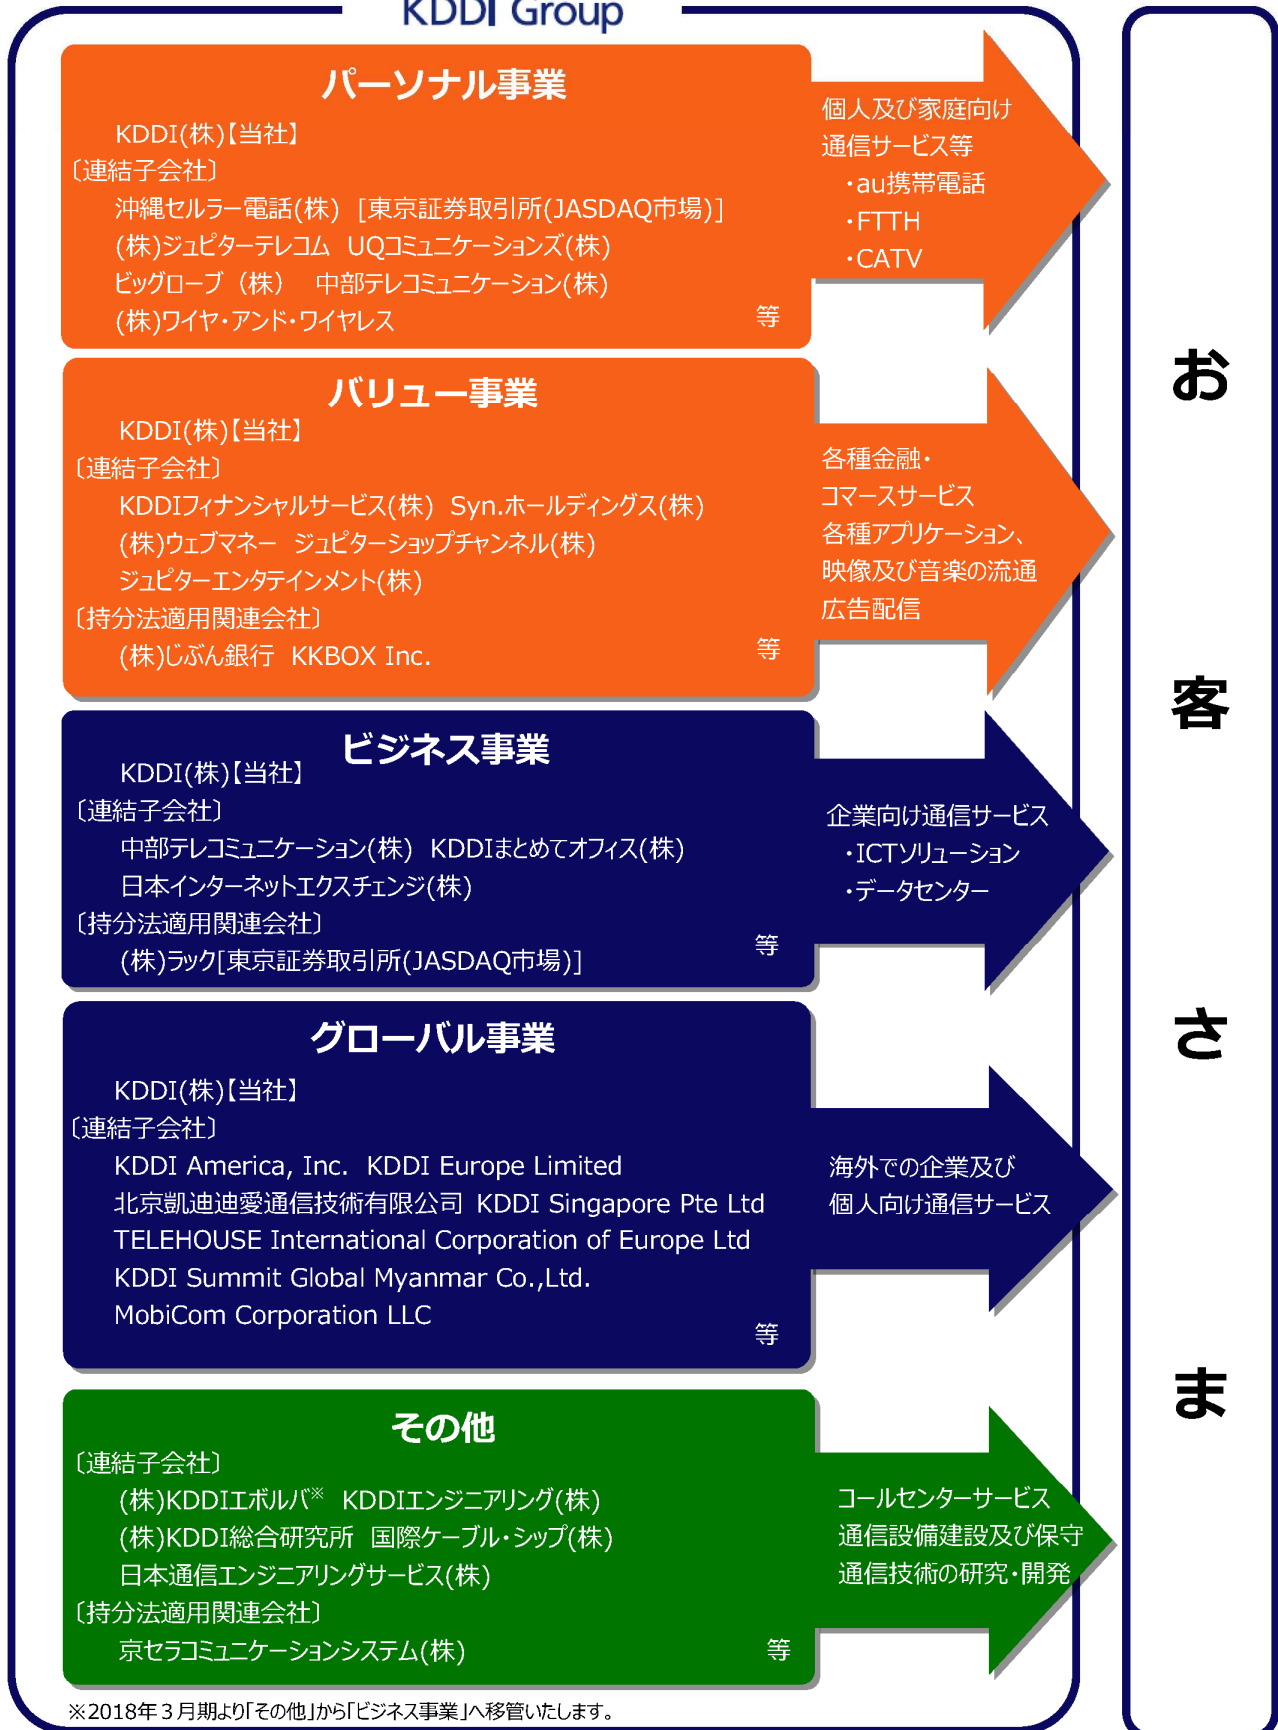 KDDI Group
パーソナル事業
KDDI(株)【当社】
〔連結子会社〕
沖縄セルラー電話(株) [東京証券取引所(JASDAQ市場)]
(株)ジュピターテレコム UQコミュニケーションズ(株)
ビッグローブ（株） 中部テレコミュニケーション(株)
(株)ワイヤ・アンド・ワイヤレス
等
個人及び家庭向け
通信サービス等
・au携帯電話
・FTTH
・CATV
バリュー事業
KDDI(株)【当社】
〔連結子会社〕
KDDIフィナンシャルサービス(株) Syn.ホールディングス(株)
(株)ウェブマネー ジュピターショップチャンネル(株)
ジュピターエンタテインメント(株)
〔持分法適用関連会社〕
(株)じぶん銀行 KKBOX Inc.
等
各種金融・
コマースサービス
各種アプリケーション、
映像及び音楽の流通
広告配信
ビジネス事業
KDDI(株)【当社】
〔連結子会社〕
中部テレコミュニケーション(株) KDDIまとめてオフィス(株)
日本インターネットエクスチェンジ(株)
〔持分法適用関連会社〕
(株)ラック[東京証券取引所(JASDAQ市場)]
等
企業向け通信サービス
・ICTソリューション
・データセンター
グローバル事業
KDDI(株)【当社】
〔連結子会社〕
KDDI America, Inc. KDDI Europe Limited
北京凱迪迪愛通信技術有限公司 KDDI Singapore Pte Ltd
TELEHOUSE International Corporation of Europe Ltd
KDDI Summit Global Myanmar Co.,Ltd.
MobiCom Corporation LLC
等
海外での企業及び
個人向け通信サービス
その他
〔連結子会社〕
(株)KDDIエボルバ※ KDDIエンジニアリング(株)
(株)KDDI総合研究所 国際ケーブル・シップ(株)
日本通信エンジニアリングサービス(株)
〔持分法適用関連会社〕
京セラコミュニケーションシステム(株)
等
コールセンターサービス
通信設備建設及び保守
通信技術の研究・開発
※2018年３月期より「その他」から「ビジネス事業」へ移管いたします。
お客さま